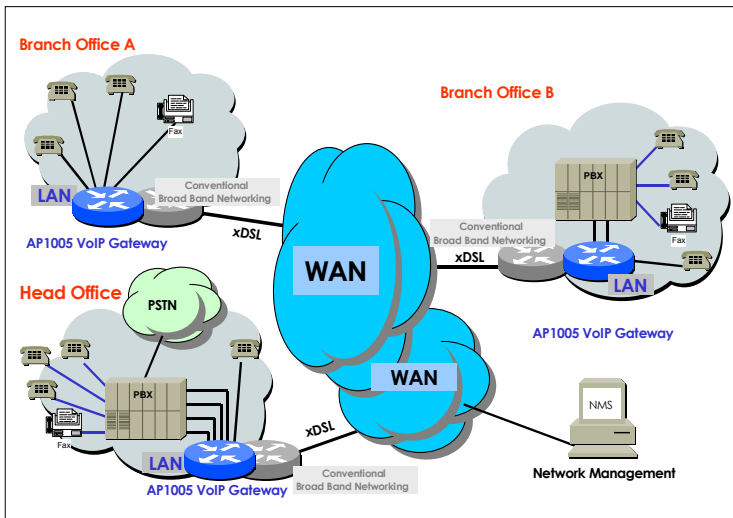 Branch Office A
Fax
LAN
Conventional
Broad Band Networking
AP1005 VoIP Gateway
xDSL
Branch Office B
PBX
Fax
Conventional
Broad Band Networking
xDSL
LAN
AP1005 VoIP Gateway
WAN
Head Office
PSTN
PBX
Fax
LAN
xDSL
AP1005 VoIP Gateway
Conventional
Broad Band Networking
WAN
NMS
Network Management